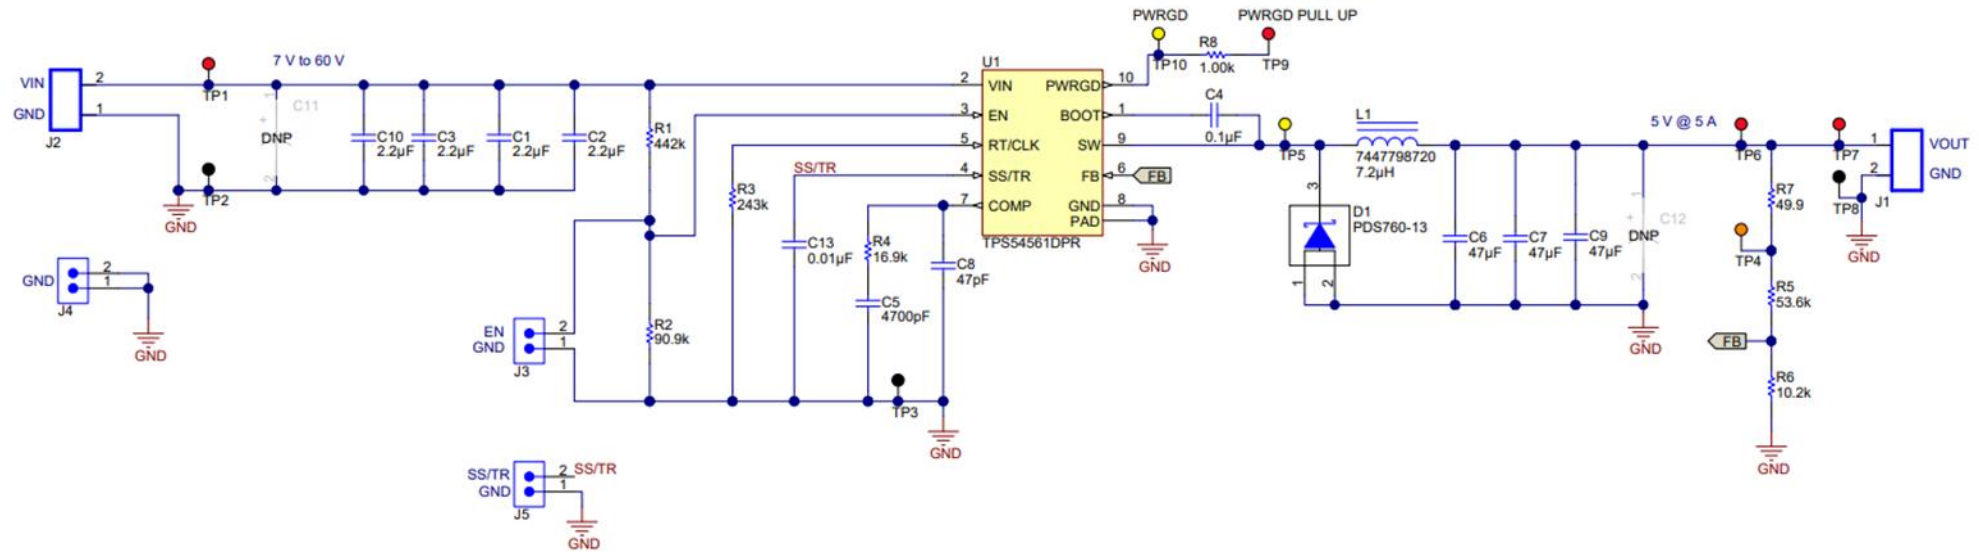 PWRGD
PWRGD PULL UP
R8
1.00k
TP10
TP9
7 V to 60 V
VIN
2
GND
1
J2
TP1
TP2
GND
C11
+
1
2
DNP
C10
2.2µF
C3
2.2µF
C1
2.2µF
C2
2.2µF
R1
442k
U1
2
VIN
3
EN
5
RT/CLK
4
SS/TR
7
COMP
PWRGD
10
BOOT
1
SW
9
FB
6
GND
8
PAD
TPS54561DPR
FB
GND
C4
0.1µF
TP5
L1
7447798720
7.2µH
3
D1
PDS760-13
1
2
5 V @ 5 A
C6
47µF
C7
47µF
C9
47µF
C12
+
1
2
DNP
GND
TP6
TP7
1
VOUT
2
GND
J1
TP8
GND
R7
49.9
TP4
R5
53.6k
FB
R6
10.2k
GND
SS/TR
R3
243k
C13
0.01µF
R4
16.9k
C5
4700pF
C8
47pF
TP3
GND
R2
90.9k
EN
2
GND
1
J3
GND
2
1
J4
GND
SS/TR
2
SS/TR
GND
1
J5
GND